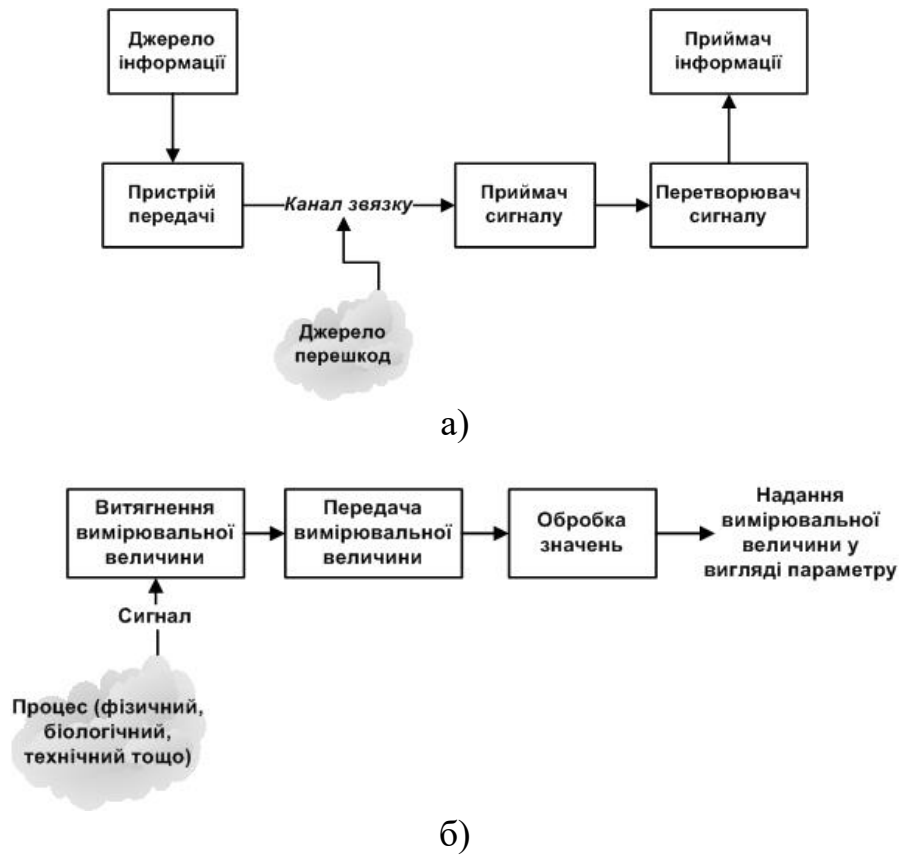 Джерело
інформації
Приймач
інформації
Пристрій
передачі
Канал звязку
Приймач
сигналу
Перетворювач
сигналу
Джерело
перешкод
а)
Витягнення
вимірювальної
величини
Передача
вимірювальної
величини
Обробка
значень
Надання
вимірювальної
величини у
вигляді параметру
Сигнал
Процес (фізичний,
біологічний,
технічний тощо)
б)